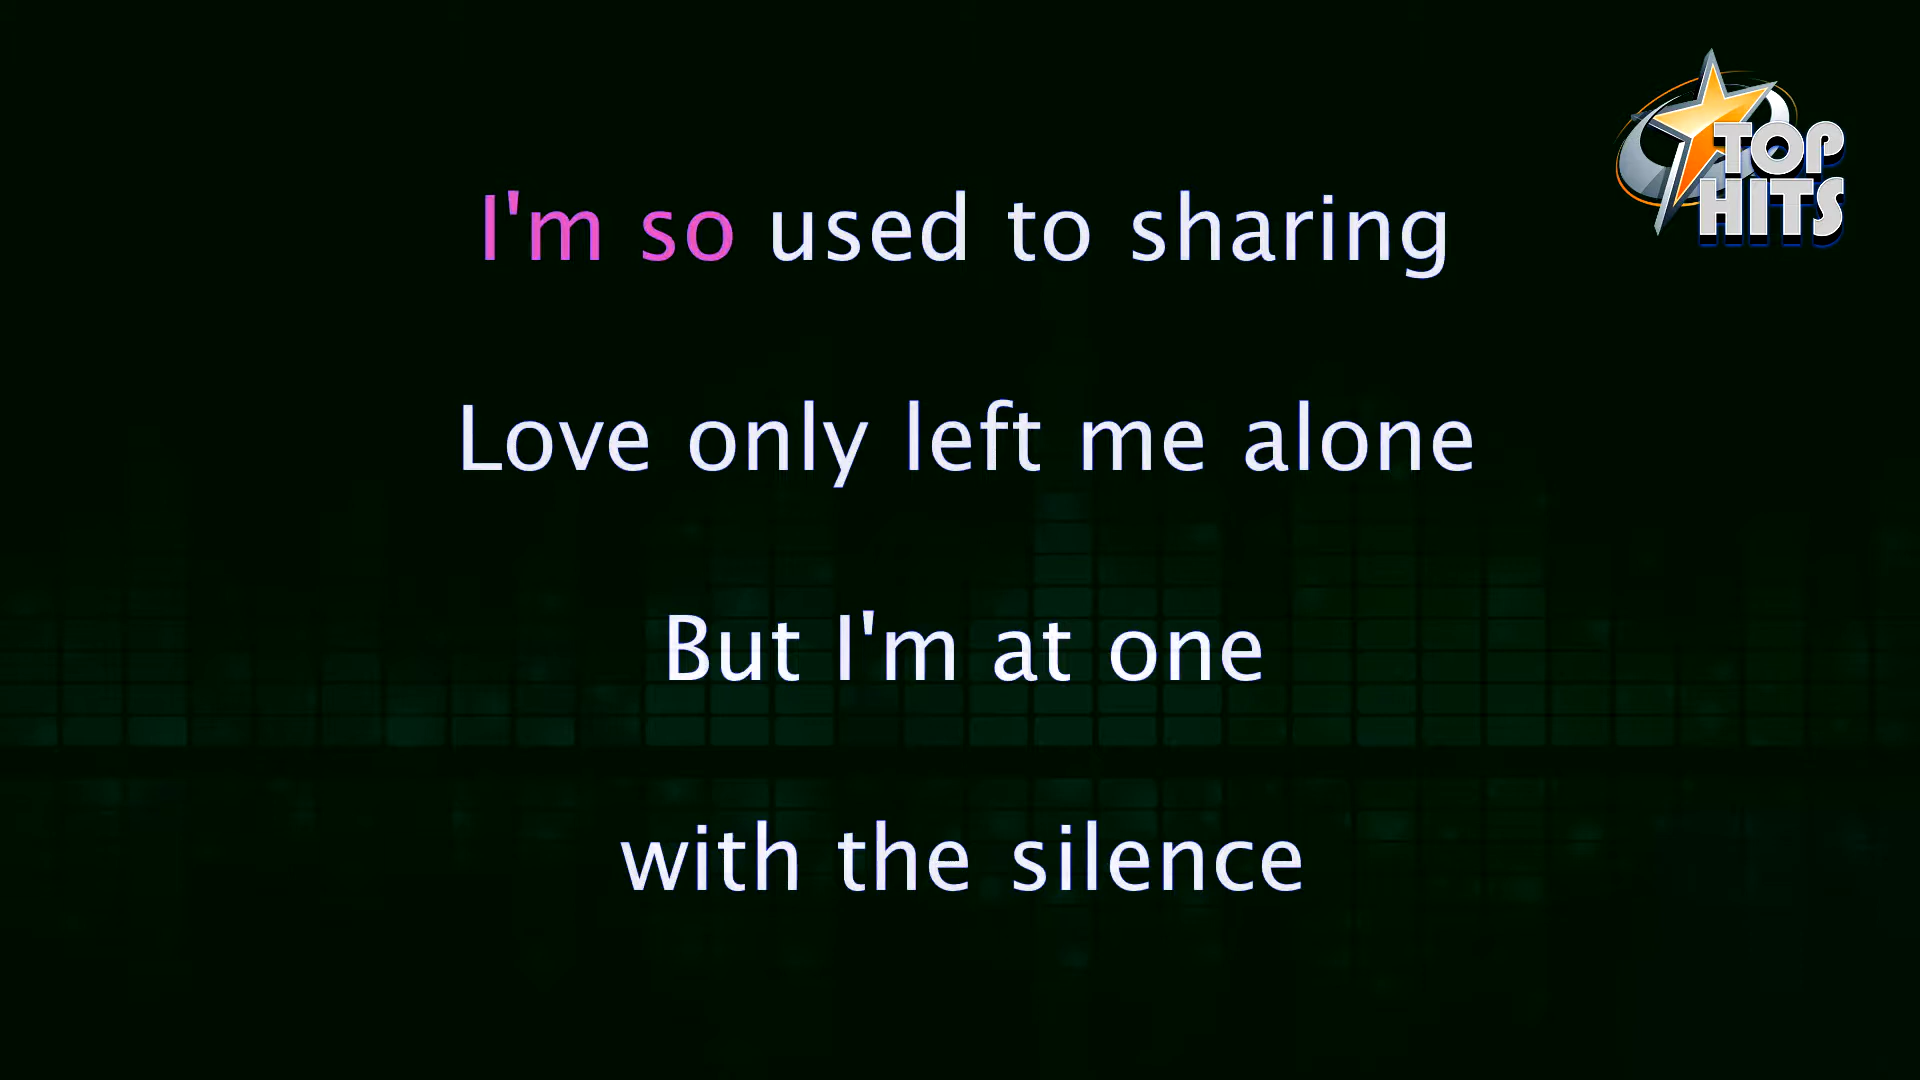 I'm so used to sharing
Love only left me alone
But I'm at one
with the silence
TOP
HITS